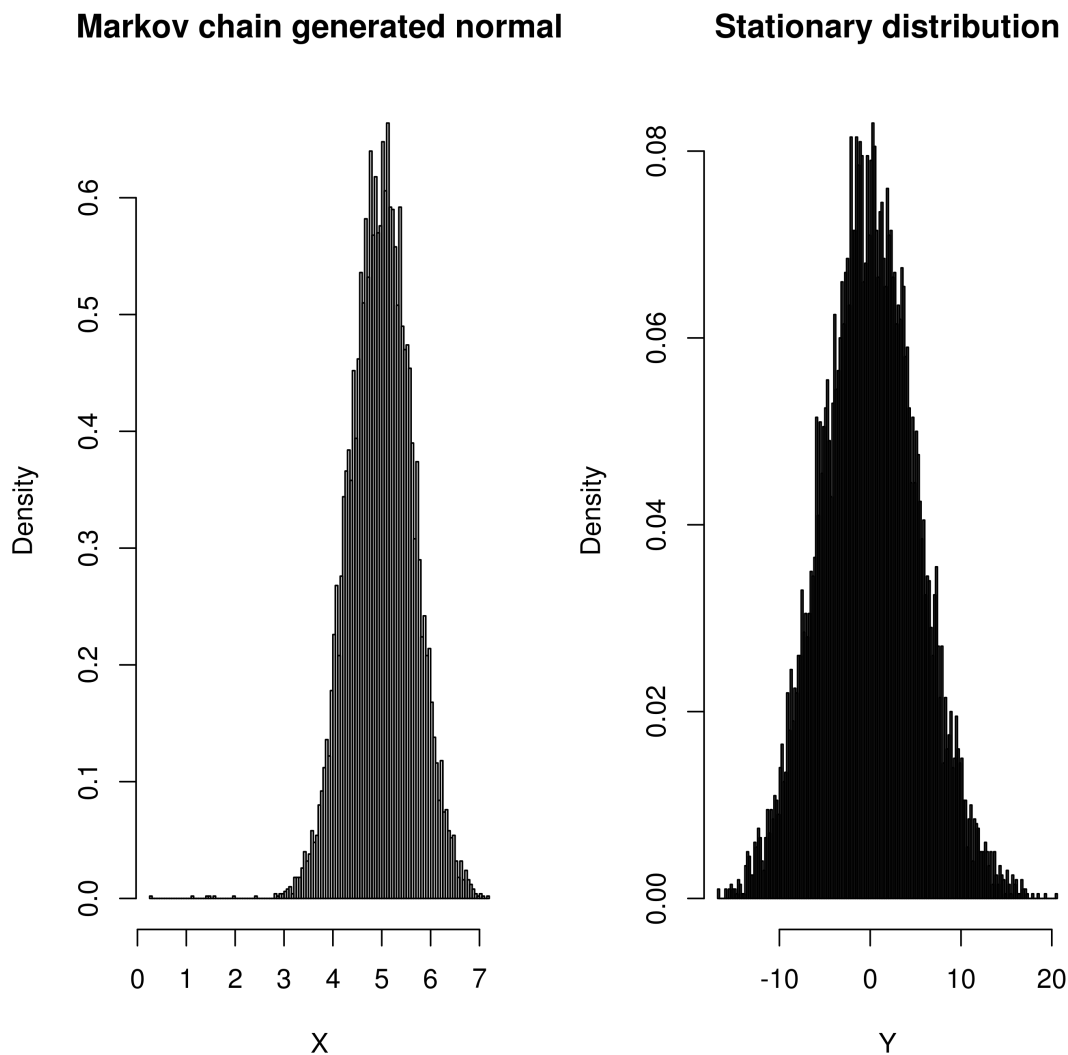 Markov chain generated normal
Density
0.0 0.1 0.2 0.3 0.4 0.5 0.6
0 1 2 3 4 5 6 7
X
Stationary distribution
Density
0.00 0.02 0.04 0.06 0.08
-10 0 10 20
Y